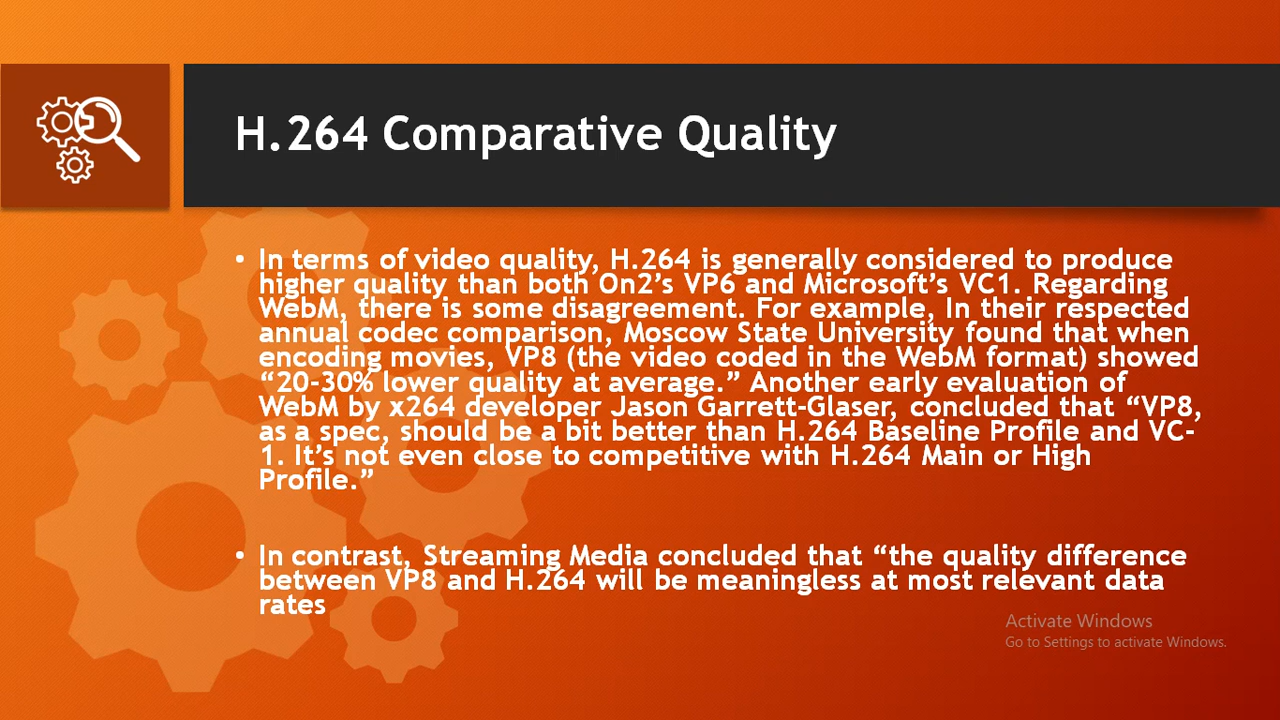 H.264 Comparative Quality
• In terms of video quality, H.264 is generally considered to produce
higher quality than both On2’s VP6 and Microsoft’s VC1. Regarding
WebM, there is some disagreement. For example, In their respected
annual codec comparison, Moscow State University found that when
encoding movies, VP8 (the video coded in the WebM format) showed
“20-30% lower quality at average.” Another early evaluation of
WebM by x264 developer Jason Garrett-Glaser, concluded that “VP8,
as a spec, should be a bit better than H.264 Baseline Profile and VC-
1. It’s not even close to competitive with H.264 Main or High
Profile.”
• In contrast, Streaming Media concluded that “the quality difference
between VP8 and H.264 will be meaningless at most relevant data
rates
Activate Windows
Go to Settings to activate Windows.